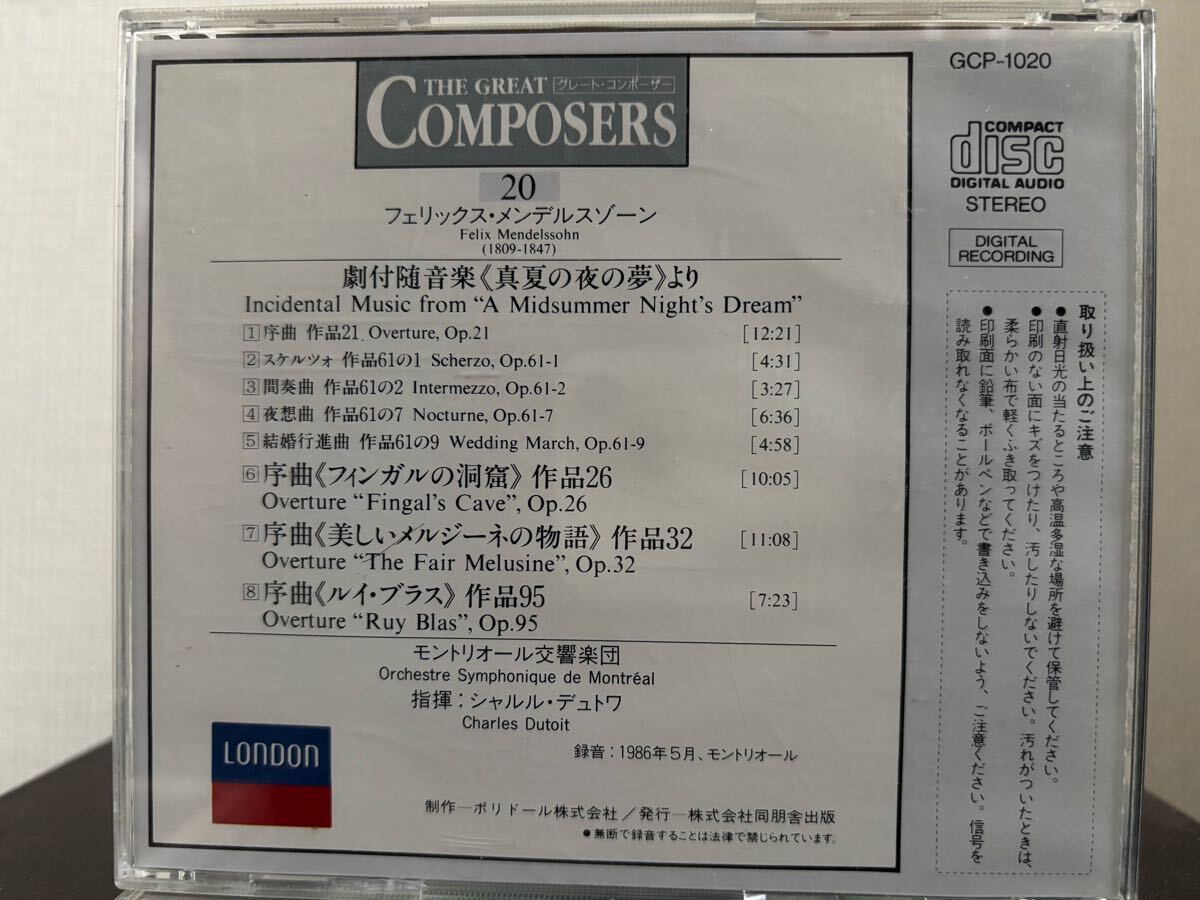 THE GREAT グレート・コンポーザー
COMPOSERS
20
フェリックス・メンデルスゾーン
Felix Mendelssohn
(1809-1847)
劇付随音楽《真夏の夜の夢》より
Incidental Music from “A Midsummer Night's Dream”
1 序曲 作品21 Overture, Op.21 [12:21]
2 スケルツォ 作品61の1 Scherzo, Op.61-1 [4:31]
3 間奏曲 作品61の2 Intermezzo, Op.61-2 [3:27]
4 夜想曲 作品61の7 Nocturne, Op.61-7 [6:36]
5 結婚行進曲 作品61の9 Wedding March, Op.61-9 [4:58]
6 序曲《フィンガルの洞窟》作品26 [10:05]
Overture “Fingal's Cave”, Op.26
7 序曲《美しいメルジーネの物語》作品32 [11:08]
Overture “The Fair Melusine”, Op.32
8 序曲《ルイ・ブラス》作品95 [7:23]
Overture “Ruy Blas”, Op.95
モントリオール交響楽団
Orchestre Symphonique de Montréal
指揮：シャルル・デュトワ
Charles Dutoit
録音：1986年5月、モントリオール
LONDON
制作―ポリドール株式会社／発行―株式会社同朋舎出版
●無断で録音することは法律で禁じられています。
GCP-1020
COMPACT
disc
DIGITAL AUDIO
STEREO
DIGITAL
RECORDING
取り扱い上のご注意
●直射日光の当たるところや高温多湿な場所を避けて保管してください。
●印刷のない面にキズをつけたり、汚したりしないでください。汚れがついたときは、
柔らかい布で軽くふき取ってください。
●印刷面に鉛筆、ボールペンなどで書き込みをしないよう、ご注意ください。信号を
読み取れなくなることがあります。